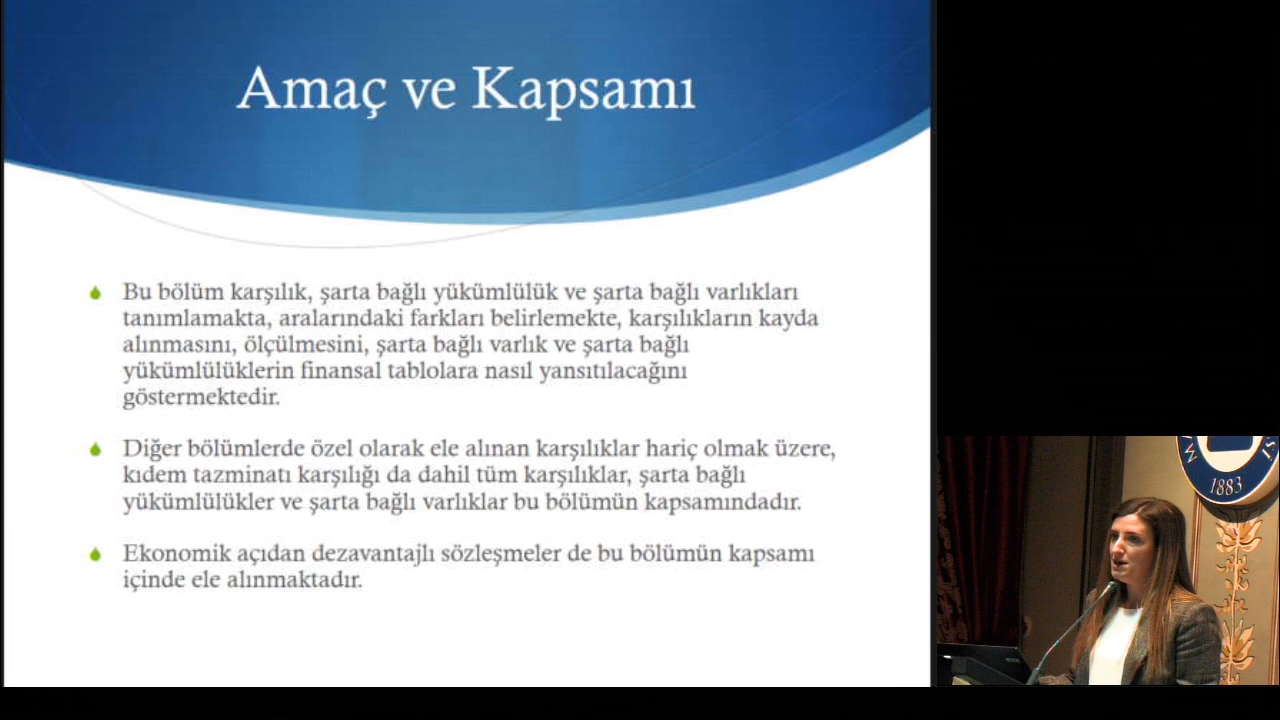 Amaç ve Kapsamı
Bu bölüm karşılık, şarta bağlı yükümlülük ve şarta bağlı varlıkları
tanımlamakta, aralarındaki farkları belirlemekte, karşılıkların kayda
alınmasını, ölçülmesini, şarta bağlı varlık ve şarta bağlı
yükümlülüklerin finansal tablolara nasıl yansıtılacağını
göstermektedir.
Diğer bölümlerde özel olarak ele alınan karşılıklar hariç olmak üzere,
kıdem tazminatı karşılığı da dahil tüm karşılıklar, şarta bağlı
yükümlülükler ve şarta bağlı varlıklar bu bölümün kapsamındadır.
Ekonomik açıdan dezavantajlı sözleşmeler de bu bölümün kapsamı
içinde ele alınmaktadır.
1883